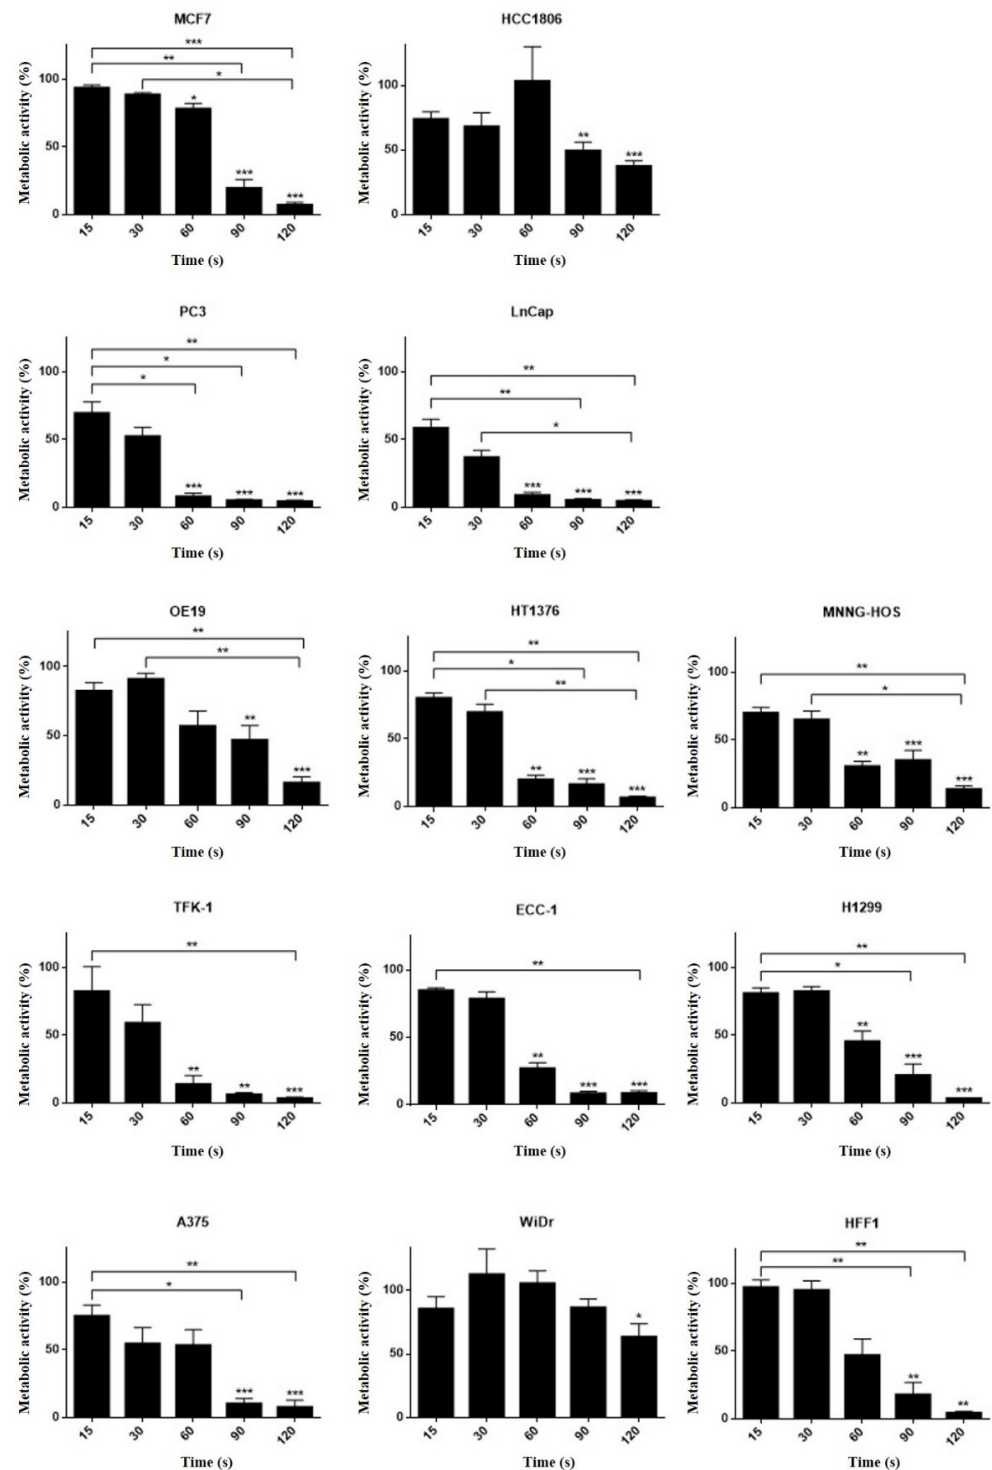 MCF7
***
**
*
Metabolic activity (%)
100
50
0
*
***
***
15 30 60 90 120
Time (s)
HCC1806
Metabolic activity (%)
100
50
0
**
***
15 30 60 90 120
Time (s)
PC3
**
*
*
Metabolic activity (%)
100
50
0
***
***
***
15 30 60 90 120
Time (s)
LnCap
**
**
*
Metabolic activity (%)
100
50
0
***
***
***
15 30 60 90 120
Time (s)
OE19
**
**
Metabolic activity (%)
100
50
0
**
***
15 30 60 90 120
Time (s)
HT1376
**
*
**
Metabolic activity (%)
100
50
0
**
***
***
15 30 60 90 120
Time (s)
MNNG-HOS
**
*
Metabolic activity (%)
100
50
0
**
***
***
15 30 60 90 120
Time (s)
TFK-1
**
Metabolic activity (%)
100
50
0
**
**
***
15 30 60 90 120
Time (s)
ECC-1
**
Metabolic activity (%)
100
50
0
**
***
***
15 30 60 90 120
Time (s)
H1299
**
*
Metabolic activity (%)
100
50
0
**
***
***
15 30 60 90 120
Time (s)
A375
**
*
Metabolic activity (%)
100
50
0
***
***
15 30 60 90 120
Time (s)
WiDr
Metabolic activity (%)
100
50
0
*
15 30 60 90 120
Time (s)
HFF1
**
**
Metabolic activity (%)
100
50
0
**
**
15 30 60 90 120
Time (s)